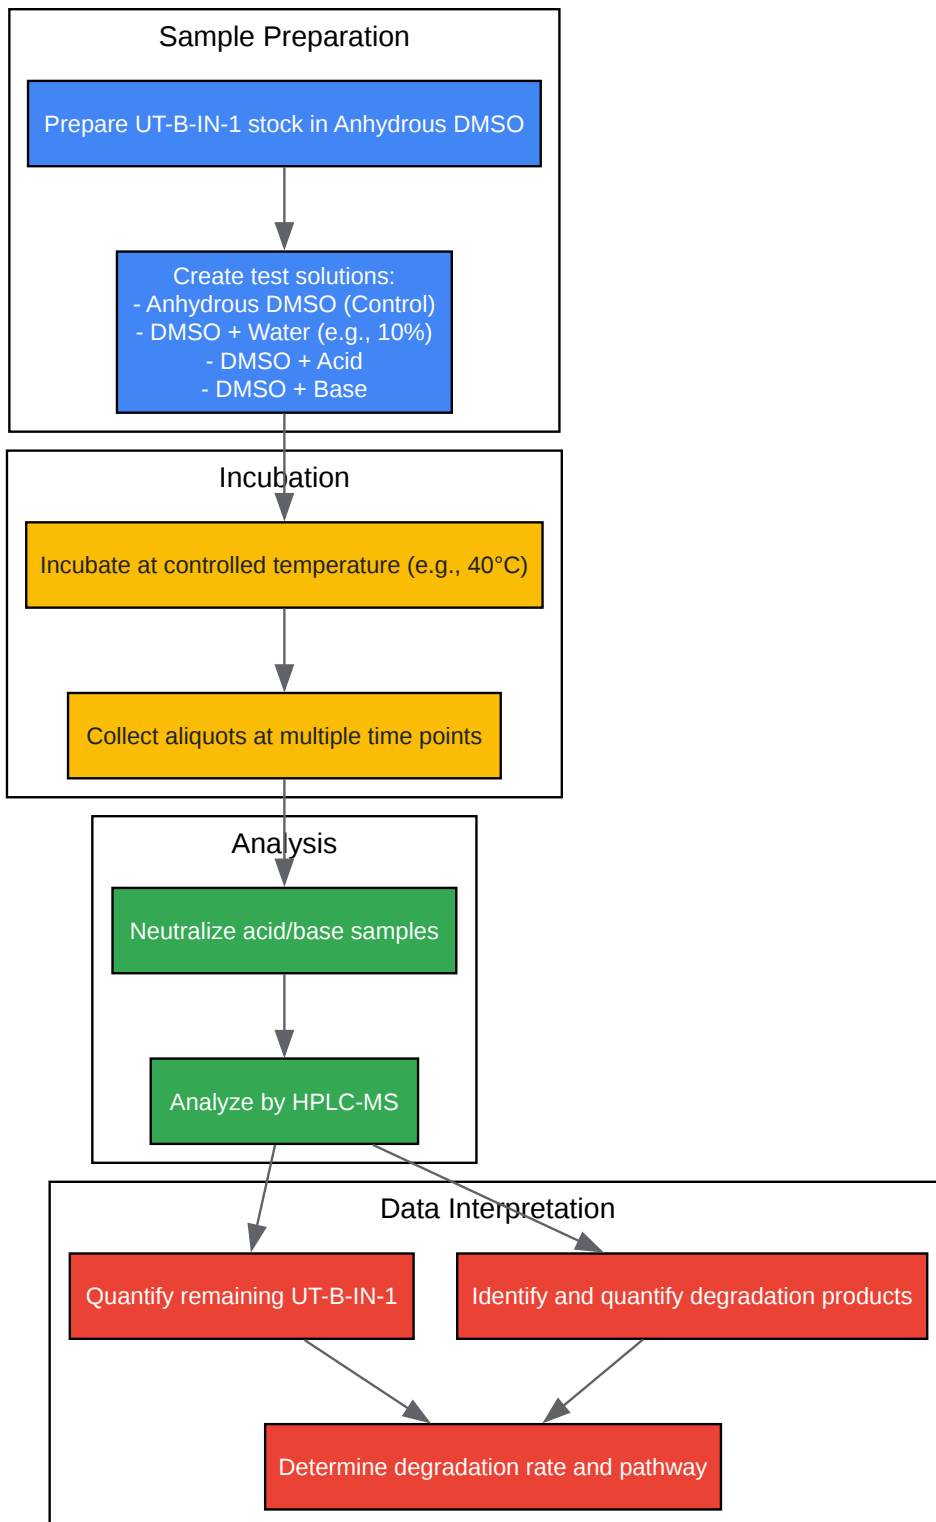 Sample Preparation
Prepare UT-B-IN-1 stock in Anhydrous DMSO
Create test solutions:
- Anhydrous DMSO (Control)
- DMSO + Water (e.g., 10%)
- DMSO + Acid
- DMSO + Base
Incubation
Incubate at controlled temperature (e.g., 40°C)
Collect aliquots at multiple time points
Analysis
Neutralize acid/base samples
Analyze by HPLC-MS
Data Interpretation
Quantify remaining UT-B-IN-1
Identify and quantify degradation products
Determine degradation rate and pathway